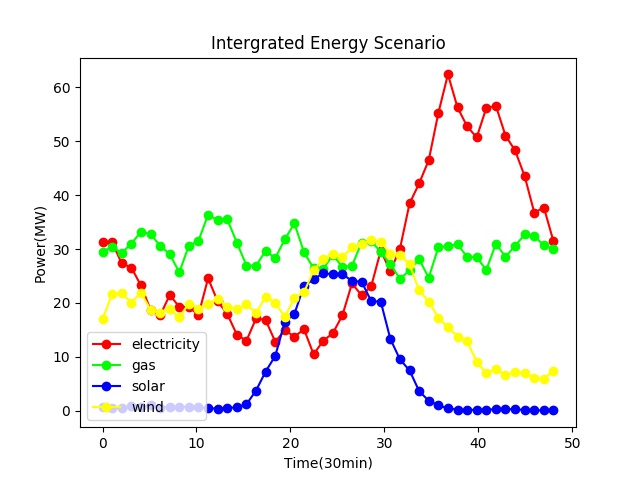 Intergrated Energy Scenario
Power(MW)
60
50
40
30
20
10
0
electricity
gas
solar
wind
0 10 20 30 40 50
Time(30min)